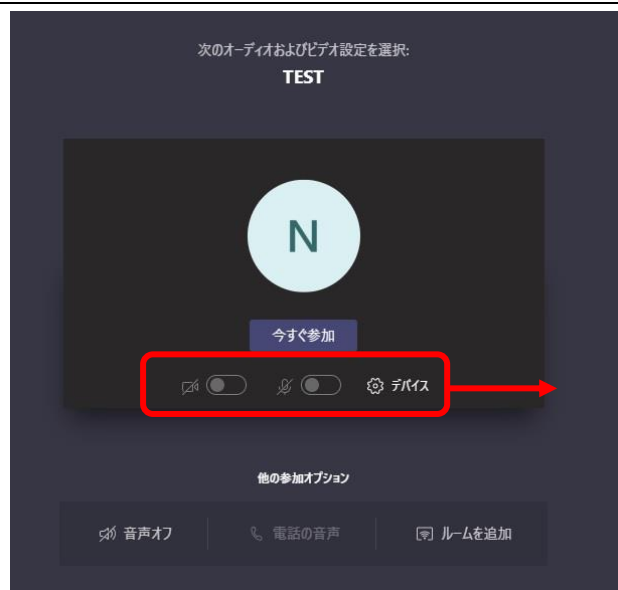 次のオーディオおよびビデオ設定を選択:
TEST
N
今すぐ参加
デバイス
他の参加オプション
音声オフ 電話の音声 ルームを追加